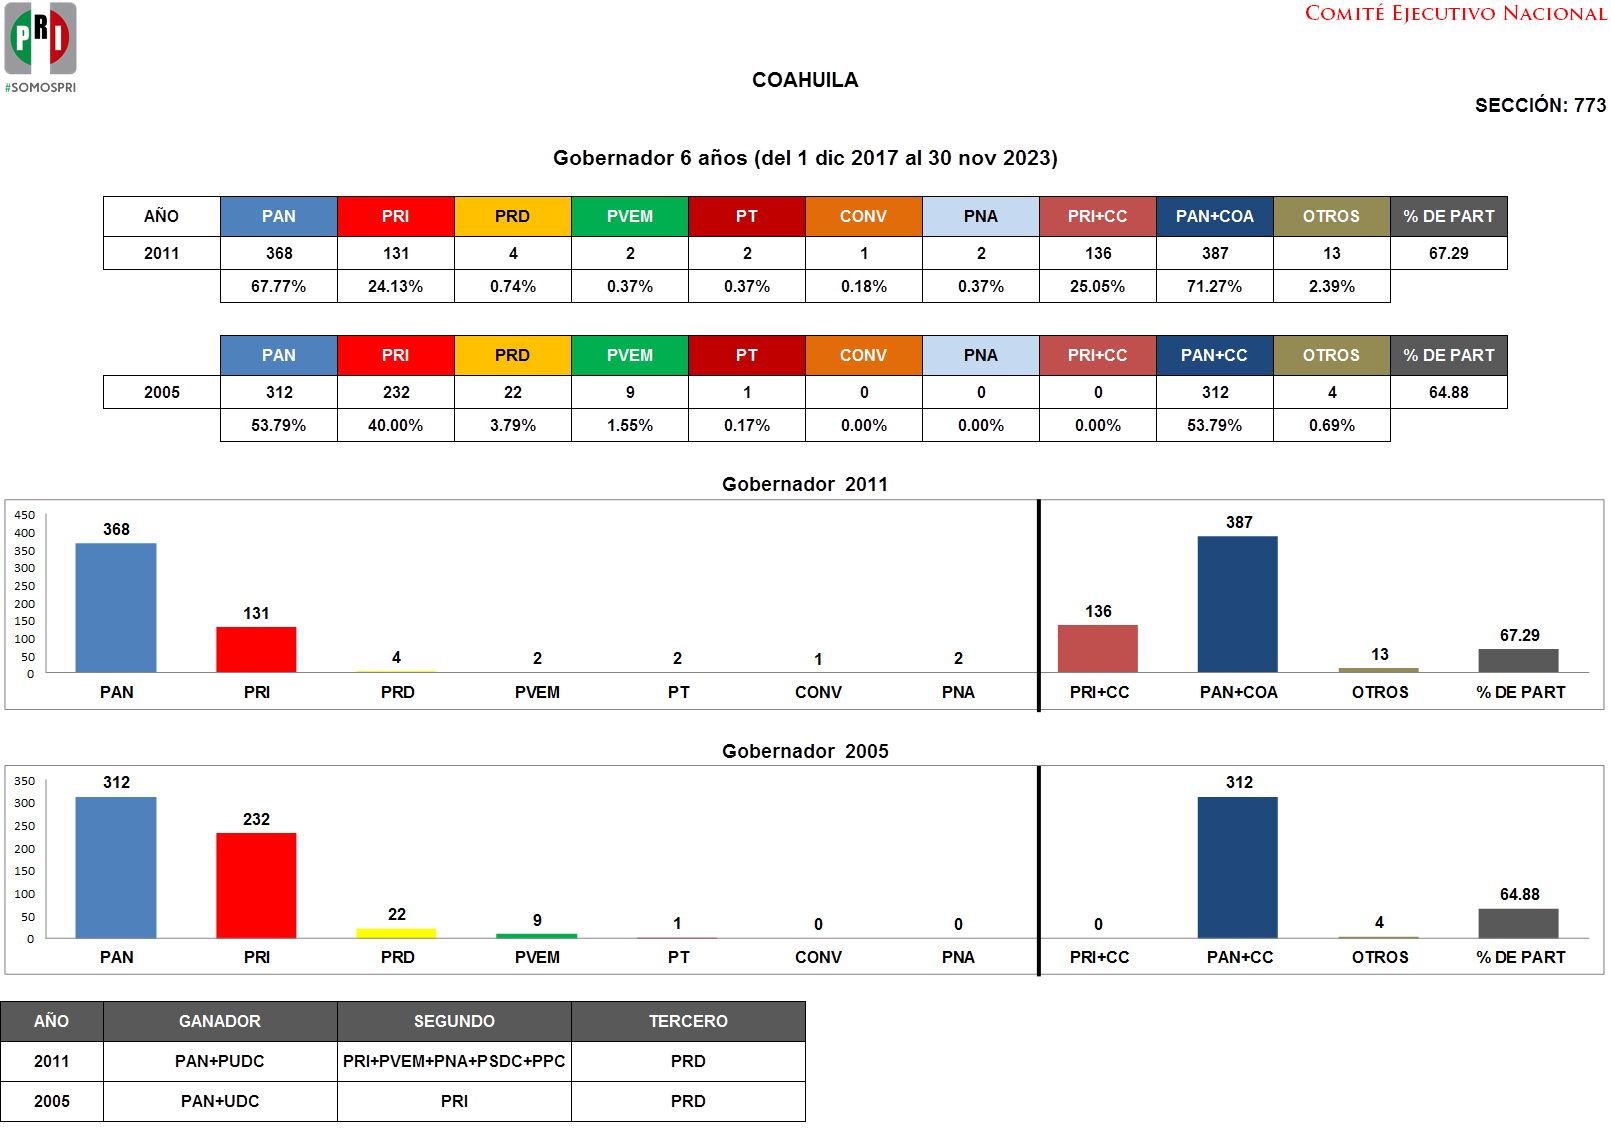 PRI
#SOMOSPRI
COMITÉ EJECUTIVO NACIONAL
COAHUILA
SECCIÓN: 773
Gobernador 6 años (del 1 dic 2017 al 30 nov 2023)
AÑO PAN PRI PRD PVEM PT CONV PNA PRI+CC PAN+COA OTROS % DE PART
2011 368 131 4 2 2 1 2 136 387 13 67.29
67.77% 24.13% 0.74% 0.37% 0.37% 0.18% 0.37% 25.05% 71.27% 2.39%
PAN PRI PRD PVEM PT CONV PNA PRI+CC PAN+CC OTROS % DE PART
2005 312 232 22 9 1 0 0 0 312 4 64.88
53.79% 40.00% 3.79% 1.55% 0.17% 0.00% 0.00% 0.00% 53.79% 0.69%
Gobernador 2011
450
400
350
300
250
200
150
100
50
0
368 131 4 2 2 1 2 136 387 13 67.29
PAN PRI PRD PVEM PT CONV PNA PRI+CC PAN+COA OTROS % DE PART
Gobernador 2005
350
300
250
200
150
100
50
0
312 232 22 9 1 0 0 0 312 4 64.88
PAN PRI PRD PVEM PT CONV PNA PRI+CC PAN+CC OTROS % DE PART
AÑO GANADOR SEGUNDO TERCERO
2011 PAN+PUDC PRI+PVEM+PNA+PSDC+PPC PRD
2005 PAN+UDC PRI PRD